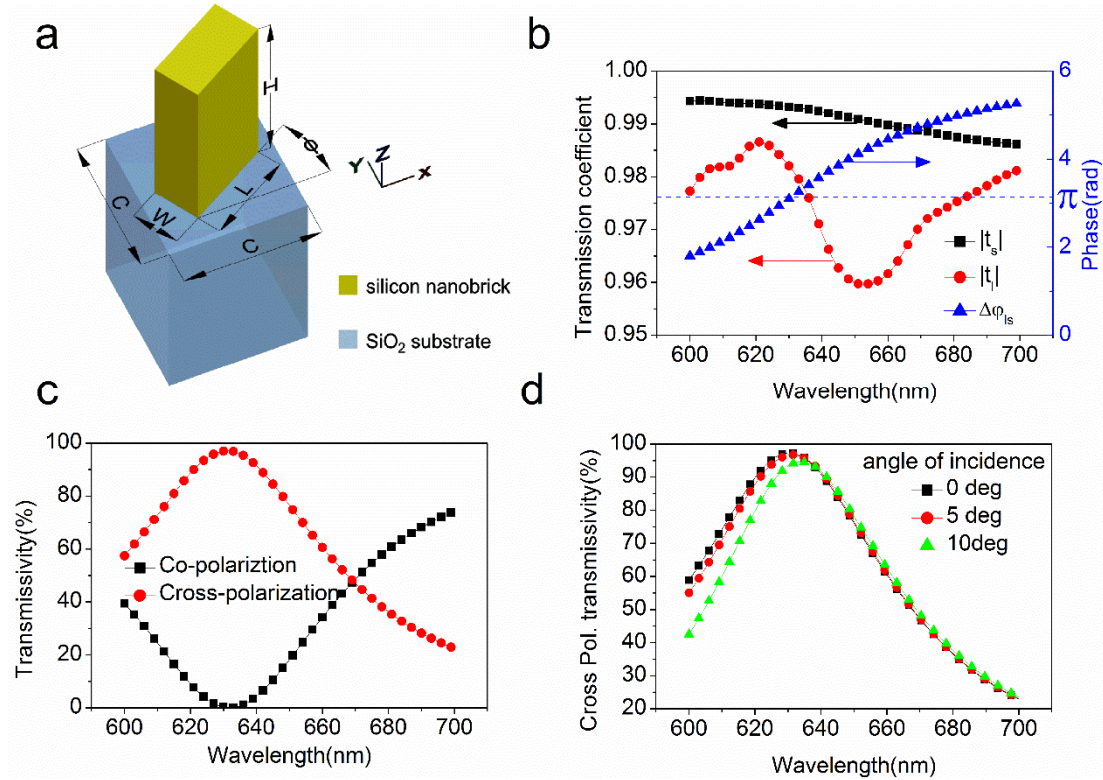 a
H
Φ
Y
Z
X
C
W
L
C
silicon nanobrick
SiO₂ substrate
b
Transmission coefficient
1.00
0.99
0.98
0.97
0.96
0.95
6
4
π
2
0
Phase(rad)
|tₛ|
|tₗ|
Δφₗₛ
600 620 640 660 680 700
Wavelength(nm)
c
Transmissivity(%)
100
80
60
40
20
0
Co-polariztion
Cross-polarization
600 620 640 660 680 700
Wavelength(nm)
d
Cross Pol. transmissivity(%)
100
90
80
70
60
50
40
30
20
angle of incidence
0 deg
5 deg
10deg
600 620 640 660 680 700
Wavelength(nm)